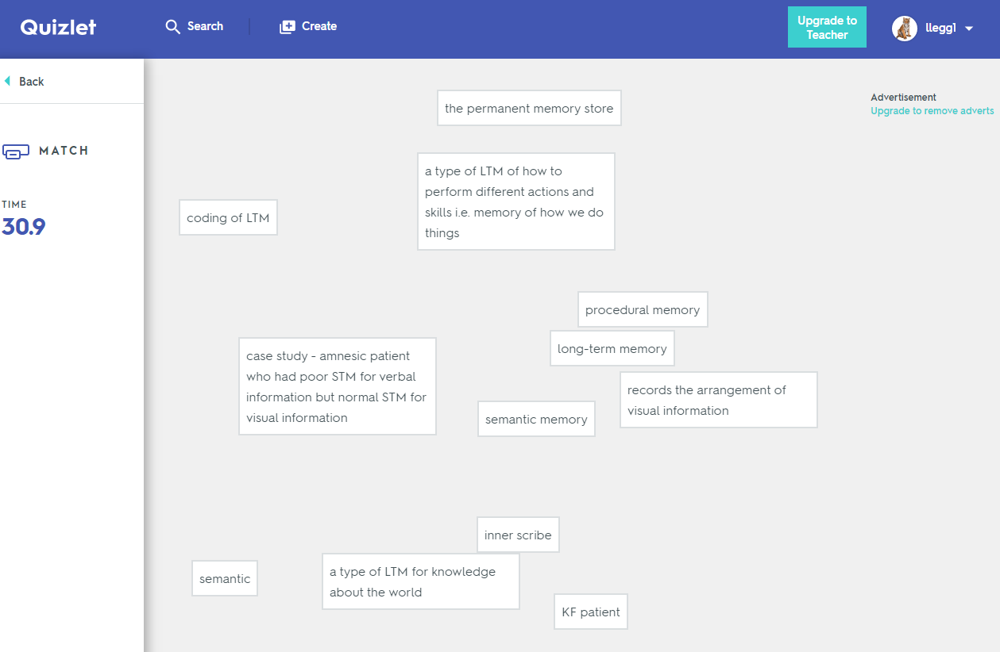 Quizlet
Search
Create
Upgrade to
Teacher
llegg1
Back
MATCH
TIME
30.9
Advertisement
Upgrade to remove adverts
the permanent memory store
a type of LTM of how to
perform different actions and
skills i.e. memory of how we do
things
coding of LTM
procedural memory
long-term memory
case study - amnesic patient
who had poor STM for verbal
information but normal STM for
visual information
records the arrangement of
visual information
semantic memory
inner scribe
semantic
a type of LTM for knowledge
about the world
KF patient